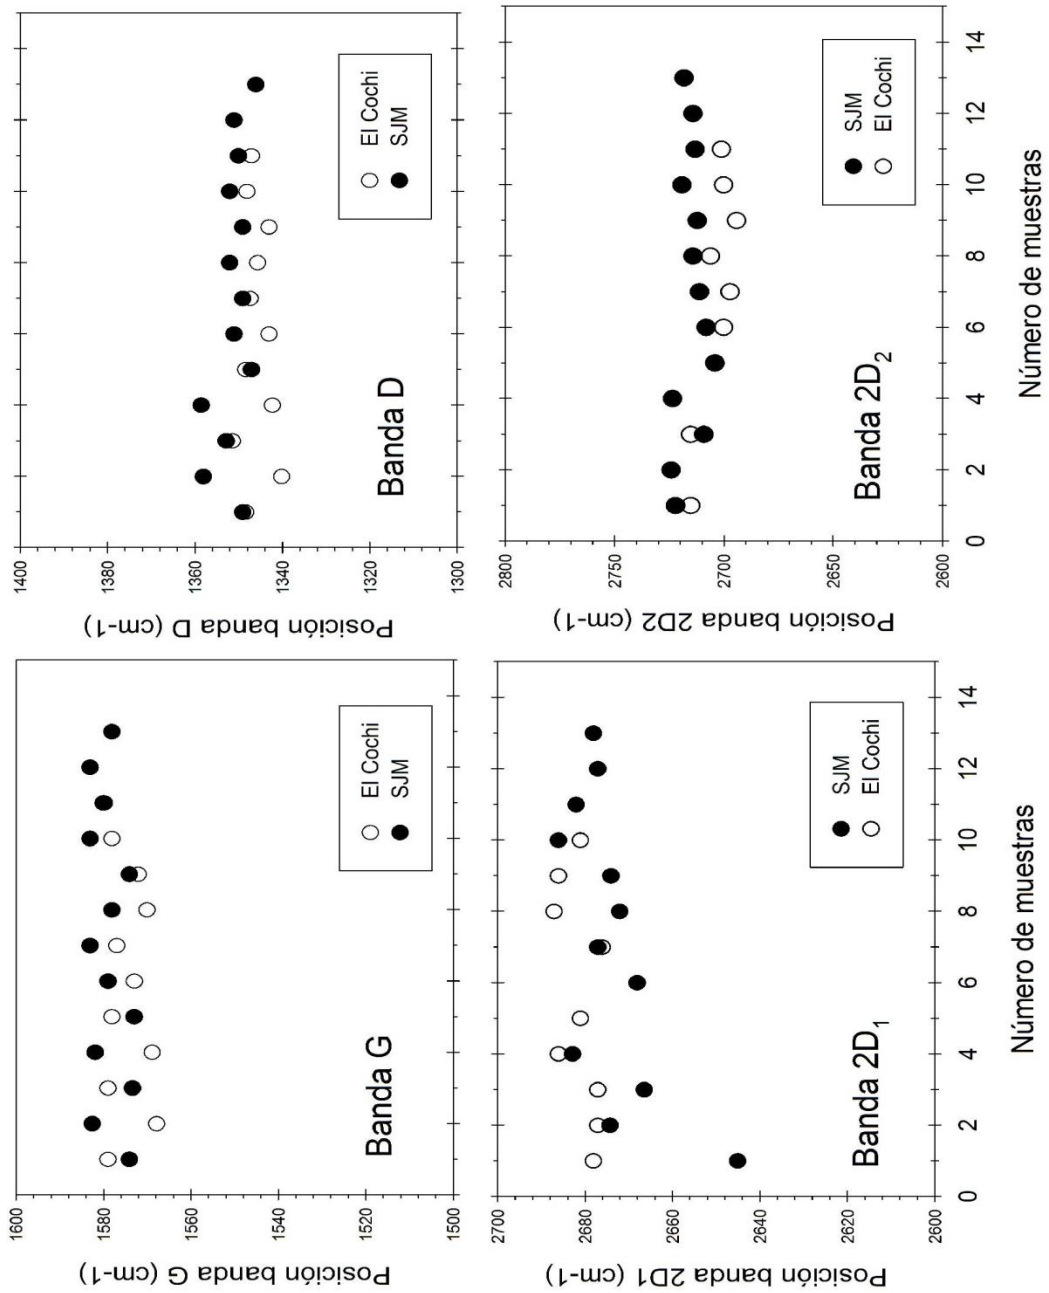 Posición banda G (cm-1)
1600
1580
1560
1540
1520
1500
Banda G
El Cochi
SJM
Posición banda D (cm-1)
1400
1380
1360
1340
1320
1300
Banda D
El Cochi
SJM
Posición banda 2D1 (cm-1)
2700
2680
2660
2640
2620
2600
Banda 2D₁
SJM
El Cochi
0 2 4 6 8 10 12 14
Número de muestras
Posición banda 2D2 (cm-1)
2800
2750
2700
2650
2600
Banda 2D₂
SJM
El Cochi
0 2 4 6 8 10 12 14
Número de muestras